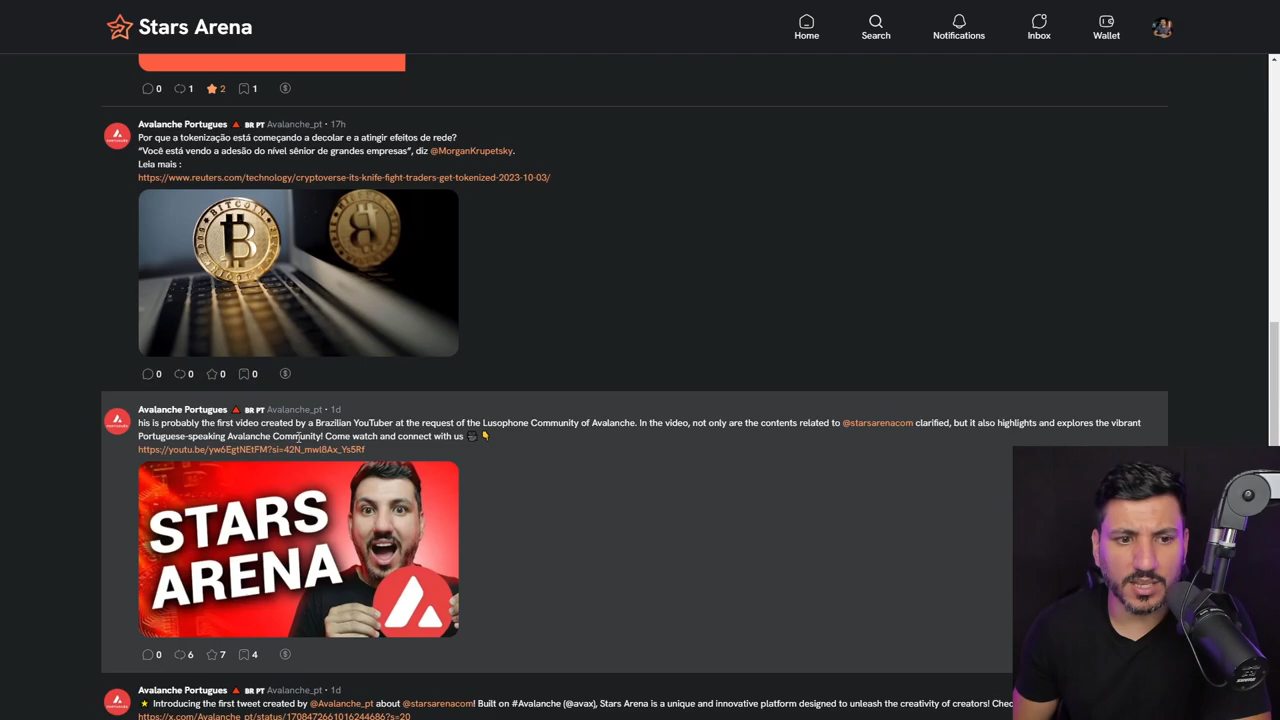 Stars Arena
Home
Search
Notifications
Inbox
Wallet
0 1 2 1
Avalanche Portugues 🔺 BR PT Avalanche_pt • 17h
Por que a tokenização está começando a decolar e a atingir efeitos de rede?
“Você está vendo a adesão do nível sênior de grandes empresas”, diz @MorganKrupetsky.
Leia mais :
https://www.reuters.com/technology/cryptoverse-its-knife-fight-traders-get-tokenized-2023-10-03/
BITCOIN
0 0 0 0
Avalanche Portugues 🔺 BR PT Avalanche_pt • 1d
his is probably the first video created by a Brazilian YouTuber at the request of the Lusophone Community of Avalanche. In the video, not only are the contents related to @starsarenacom clarified, but it also highlights and explores the vibrant
Portuguese-speaking Avalanche Community! Come watch and connect with us
https://youtu.be/yw6EgtNEtFM?si=42N_mwl8Ax_Ys5Rf
STARS
ARENA
0 6 7 4
Avalanche Portugues 🔺 BR PT Avalanche_pt • 1d
⭐ Introducing the first tweet created by @Avalanche_pt about @starsarenacom! Built on #Avalanche (@avax), Stars Arena is a unique and innovative platform designed to unleash the creativity of creators!
https://x.com/Avalanche_pt/status/1708472661016244686?s=20